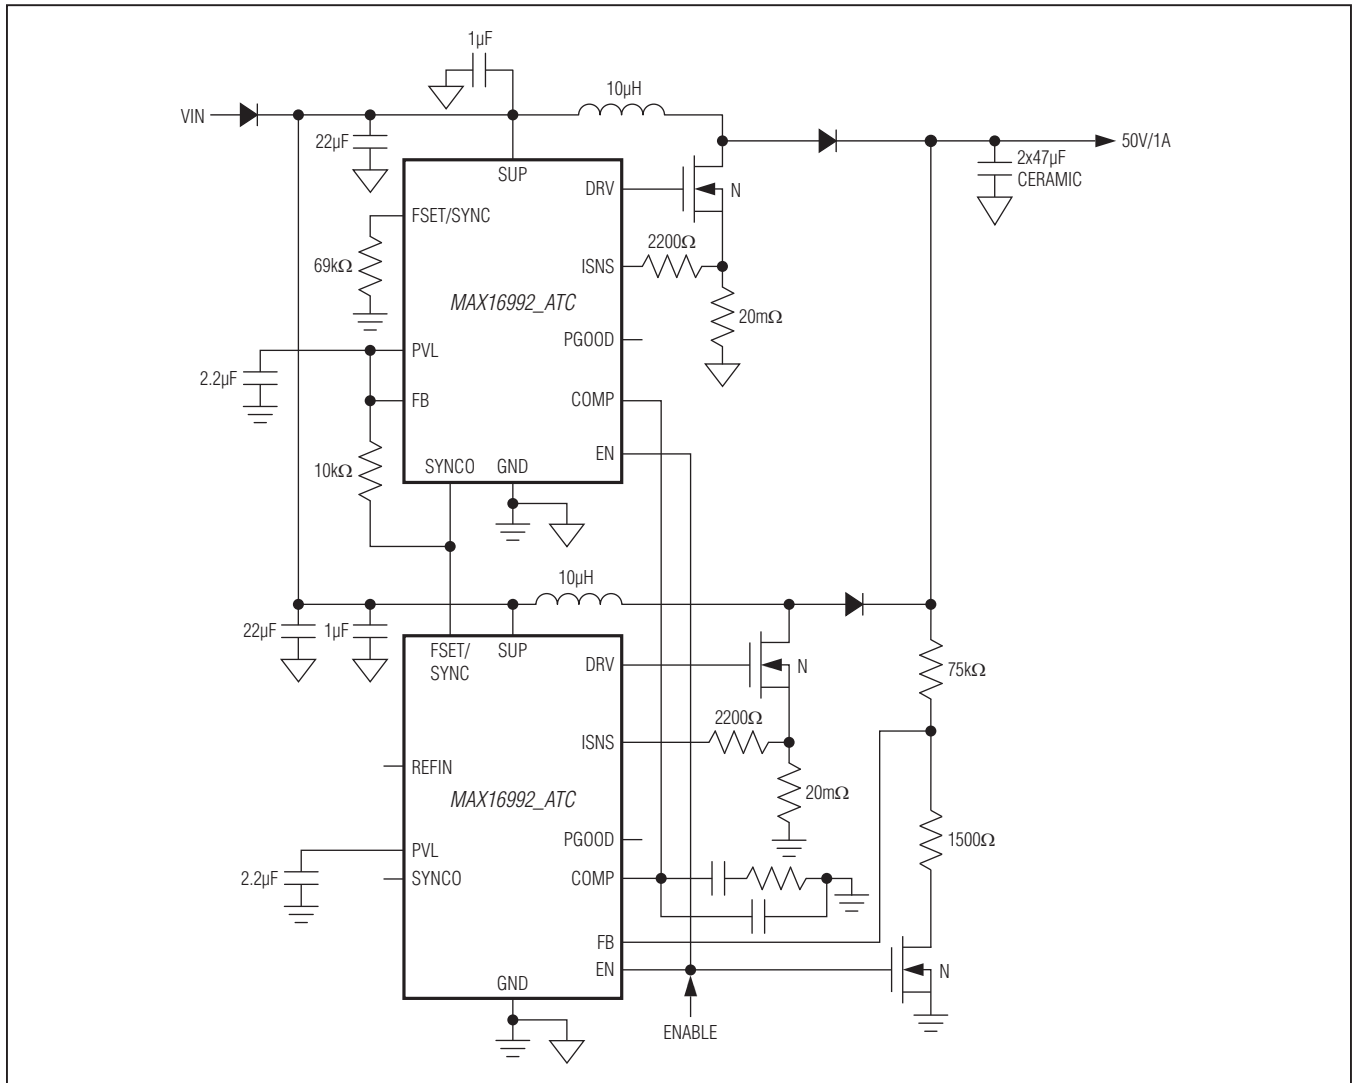 1µF
10µH
VIN
22µF
50V/1A
2x47µF
CERAMIC
SUP
DRV
N
FSET/SYNC
2200Ω
69kΩ
ISNS
MAX16992_ATC
20mΩ
PGOOD
PVL
2.2µF
FB
COMP
EN
10kΩ
SYNCO
GND
10µH
22µF
1µF
FSET/
SYNC
SUP
DRV
N
75kΩ
2200Ω
ISNS
REFIN
MAX16992_ATC
20mΩ
PGOOD
1500Ω
PVL
2.2µF
SYNCO
COMP
FB
EN
N
GND
ENABLE